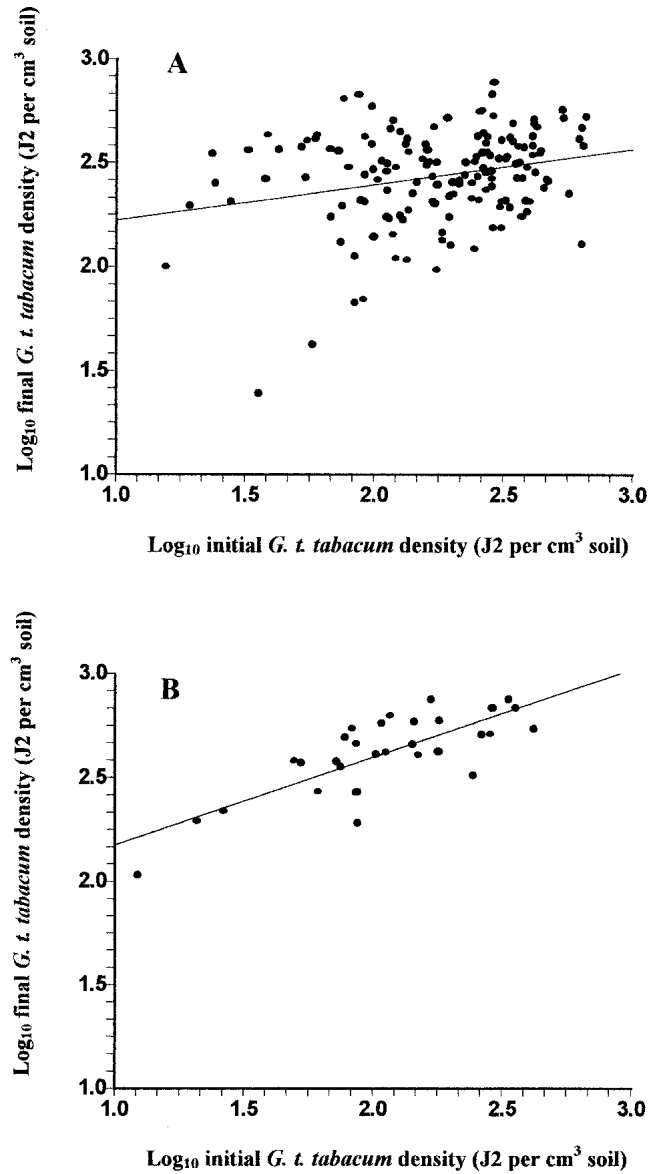 A
3.0
2.5
2.0
1.5
1.0
1.0 1.5 2.0 2.5 3.0
Log₁₀ final G. t. tabacum density (J2 per cm³ soil)
Log₁₀ initial G. t. tabacum density (J2 per cm³ soil)
B
3.0
2.5
2.0
1.5
1.0
1.0 1.5 2.0 2.5 3.0
Log₁₀ final G. t. tabacum density (J2 per cm³ soil)
Log₁₀ initial G. t. tabacum density (J2 per cm³ soil)